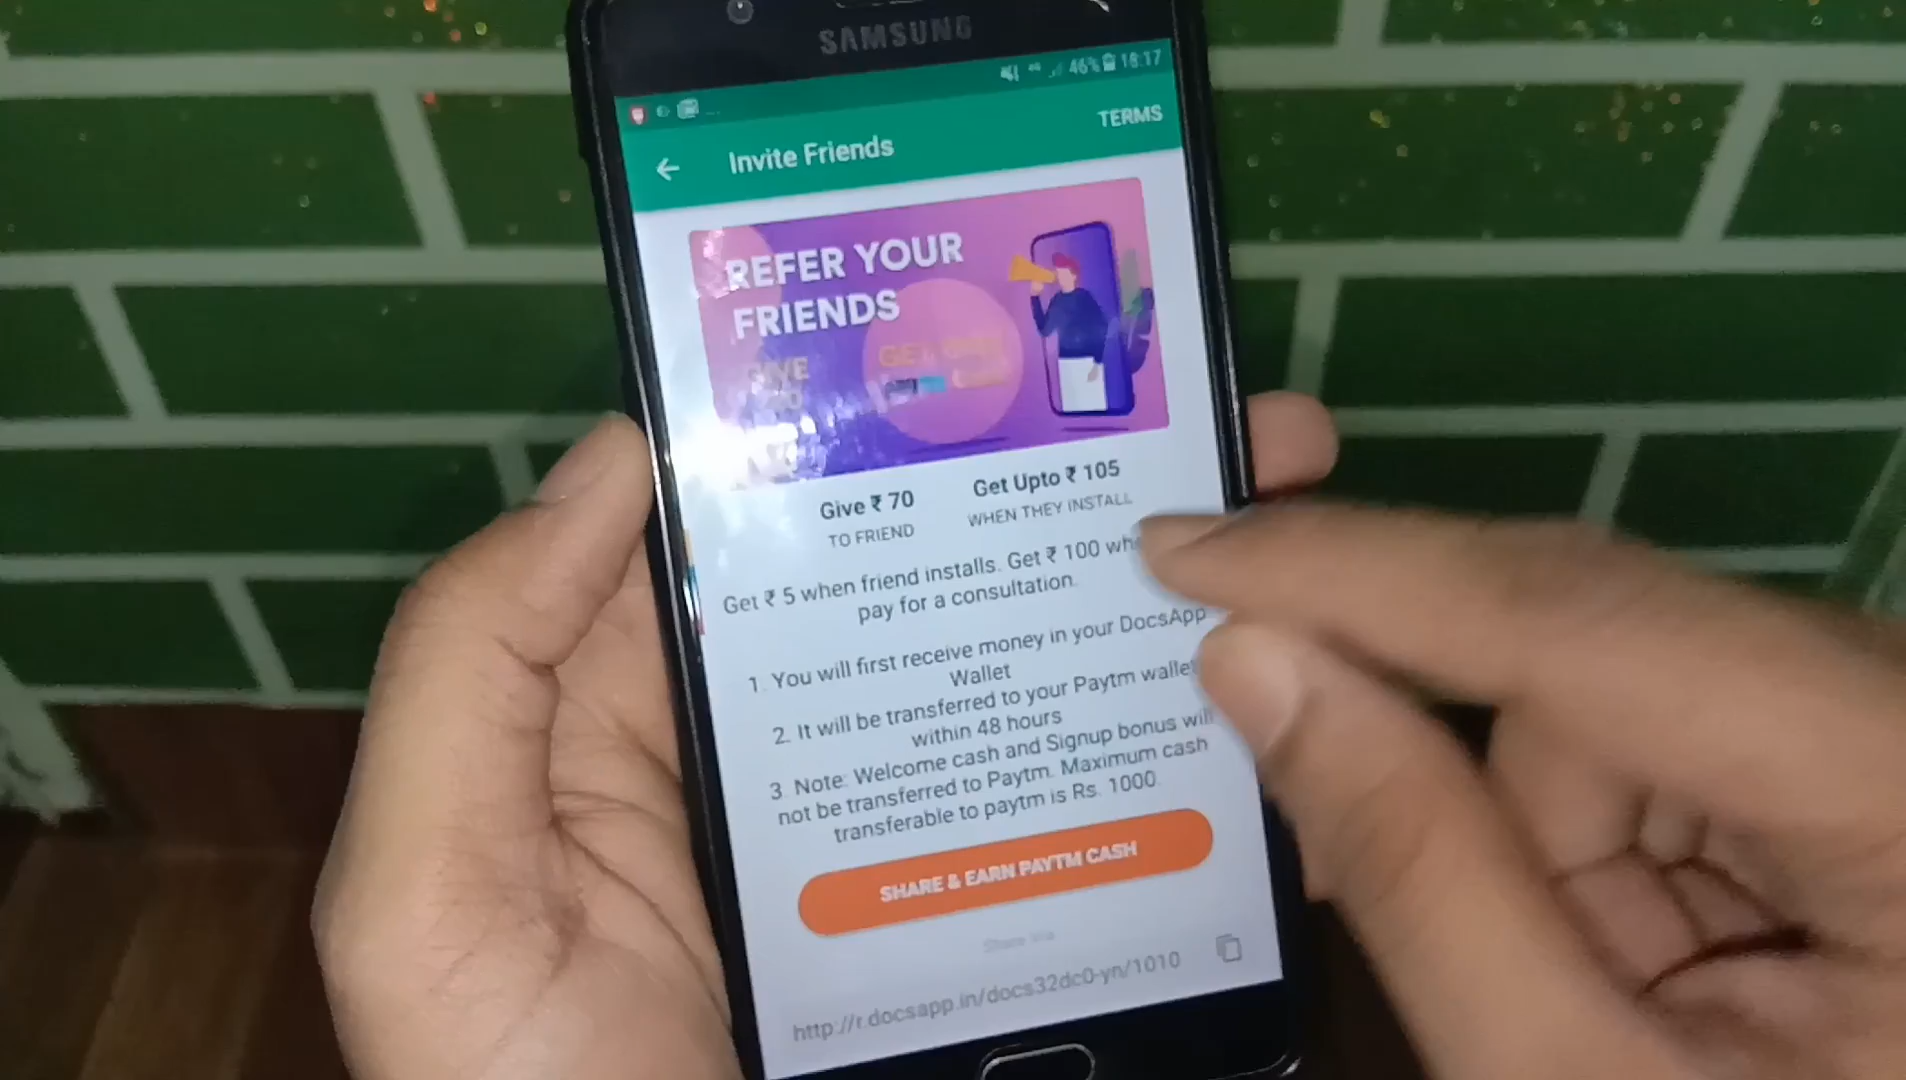 SAMSUNG
46% 18:17
Invite Friends
TERMS
REFER YOUR
FRIENDS
GIVE
GET
Give ₹ 70
TO FRIEND
Get Upto ₹ 105
WHEN THEY INSTALL
Get ₹ 5 when friend installs. Get ₹ 100
pay for a consultation.
1. You will first receive money in your DocsApp
Wallet
2. It will be transferred to your Paytm wallet
within 48 hours
3. Note: Welcome cash and Signup bonus will
not be transferred to Paytm. Maximum cash
transferable to paytm is Rs. 1000.
SHARE & EARN PAYTM CASH
Share via
http://r.docsapp.in/docs32dc0-yn/1010